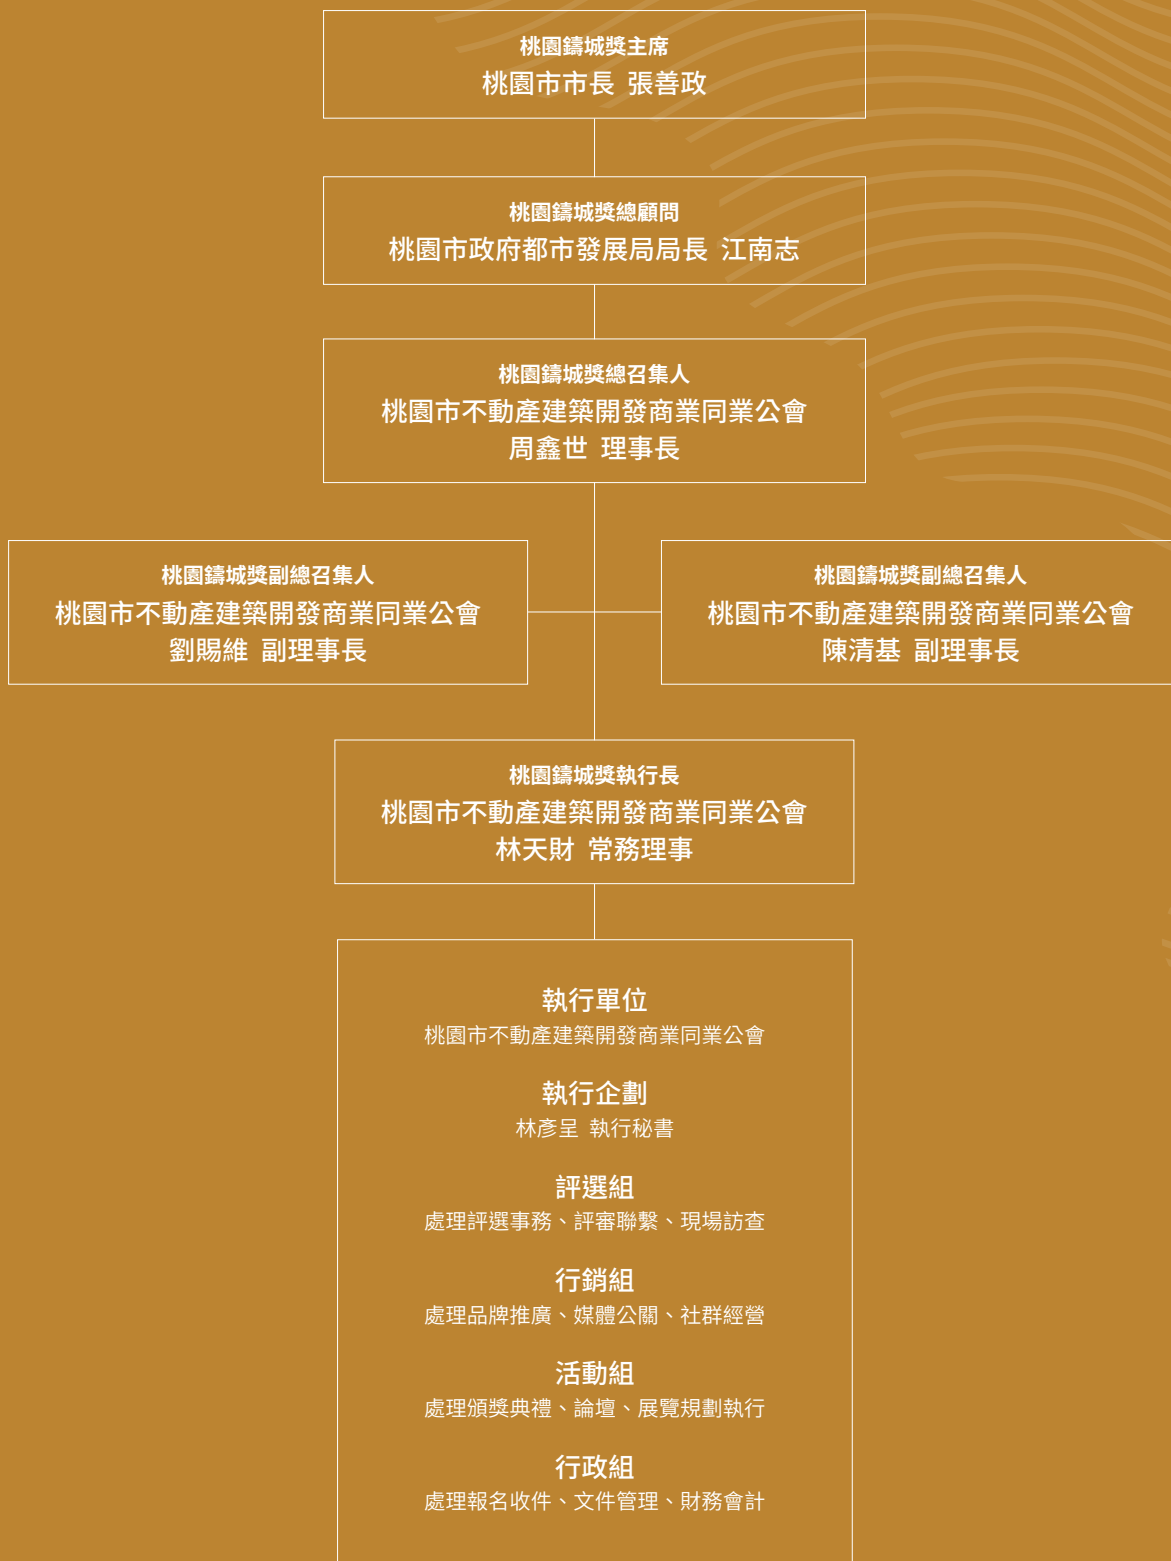 桃園鑄城獎主席
桃園市市長 張善政
桃園鑄城獎總顧問
桃園市政府都市發展局局長 江南志
桃園鑄城獎總召集人
桃園市不動產建築開發商業同業公會
周鑫世 理事長
桃園鑄城獎副總召集人
桃園市不動產建築開發商業同業公會
劉賜維 副理事長
桃園鑄城獎副總召集人
桃園市不動產建築開發商業同業公會
陳清基 副理事長
桃園鑄城獎執行長
桃園市不動產建築開發商業同業公會
林天財 常務理事
執行單位
桃園市不動產建築開發商業同業公會
執行企劃
林彥呈 執行秘書
評選組
處理評選事務、評審聯繫、現場訪查
行銷組
處理品牌推廣、媒體公關、社群經營
活動組
處理頒獎典禮、論壇、展覽規劃執行
行政組
處理報名收件、文件管理、財務會計